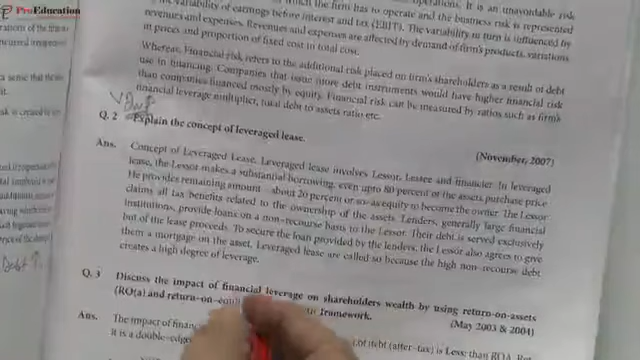 ProEducation
which the firm has to operate and the business risk is represented
the variability of earnings before interest and tax (EBIT). The variability in turn is influenced by
revenues and expenses. Revenues and expenses are affected by demand of firm's products, variations
in prices and proportion of fixed cost in total cost.
Whereas, Financial risk refers to the additional risk placed on firm's shareholders as a result of debt
use in financing. Companies that issue more debt instruments would have higher financial risk
than companies financed mostly by equity. Financial risk can be measured by ratios such as firm's
financial leverage multiplier, total debt to assets ratio etc.
Q. 2 Explain the concept of leveraged lease.
(November, 2007)
Ans. Concept of Leveraged Lease. Leveraged lease involves Lessor, Lessee and financier. In leveraged
lease, the Lessor makes a substantial borrowing, even upto 80 percent of the assets purchase price
He provides remaining amount - about 20 percent or so- as equity to become the owner. The Lessor
claims all tax benefits related to the ownership of the assets. Lenders, generally large financial
institutions, provide loans on a non-recourse basis to the Lessor. Their debt is served exclusively
but of the lease proceeds. To secure the loan provided by the lenders, the Lessor also agrees to give
them a mortgage on the asset. Leveraged lease are called so because the high non-recourse debt
creates a high degree of leverage.
Q. 3 Discuss the impact of financial leverage on shareholders wealth by using return-on-assets
(RO(a) and return-on- framework.
(May 2003 & 2004)
Ans. The impact of debt (after-tax) is Less; than ROA.
It is a double-
Debt